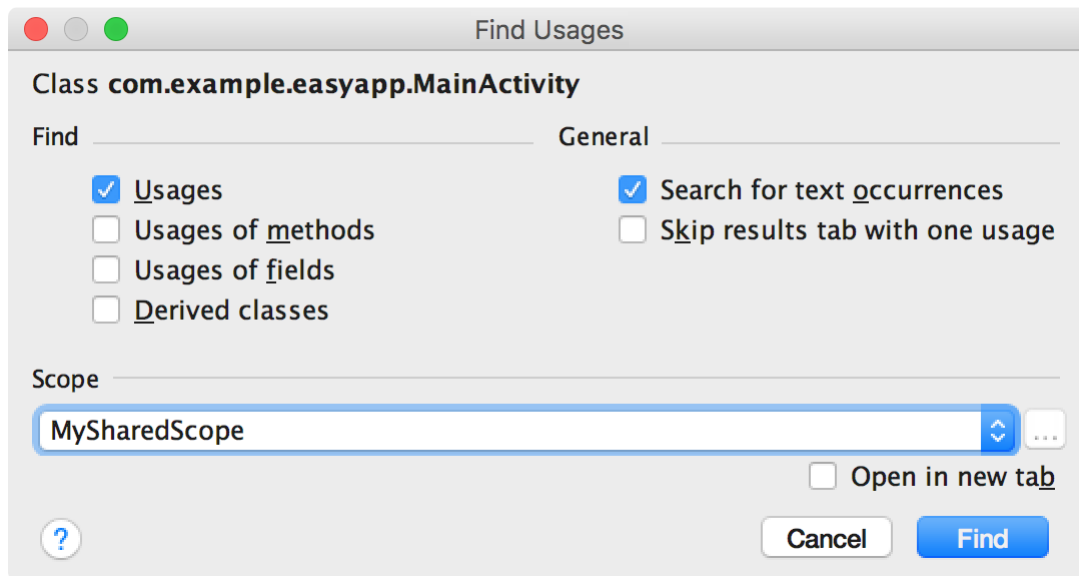 Find Usages
Class com.example.easyapp.MainActivity
Find
General
Usages
Usages of methods
Usages of fields
Derived classes
Search for text occurrences
Skip results tab with one usage
Scope
MySharedScope
...
Open in new tab
?
Cancel
Find